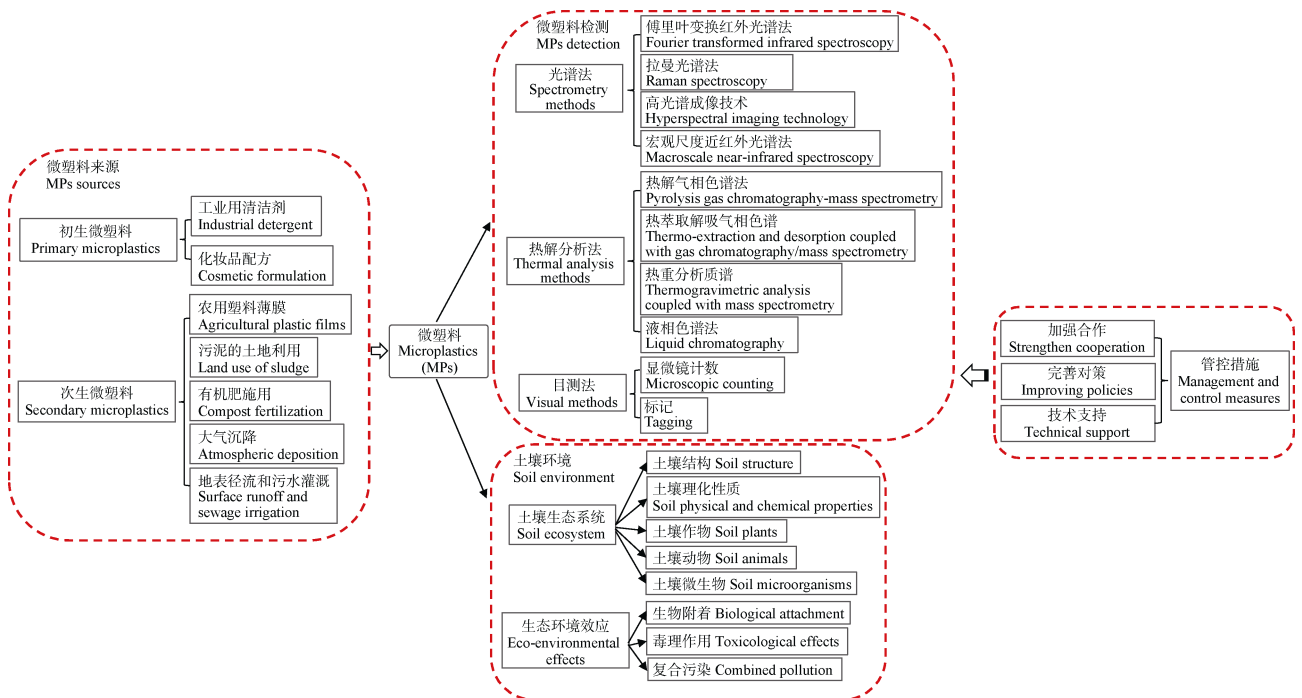 微塑料来源
MPs sources
初生微塑料
Primary microplastics
工业用清洁剂
Industrial detergent
化妆品配方
Cosmetic formulation
次生微塑料
Secondary microplastics
农用塑料薄膜
Agricultural plastic films
污泥的土地利用
Land use of sludge
有机肥施用
Compost fertilization
大气沉降
Atmospheric deposition
地表径流和污水灌溉
Surface runoff and
sewage irrigation
微塑料
Microplastics
(MPs)
微塑料检测
MPs detection
光谱法
Spectrometry
methods
傅里叶变换红外光谱法
Fourier transformed infrared spectroscopy
拉曼光谱法
Raman spectroscopy
高光谱成像技术
Hyperspectral imaging technology
宏观尺度近红外光谱法
Macroscale near-infrared spectroscopy
热解分析法
Thermal analysis
methods
热解气相色谱法
Pyrolysis gas chromatography-mass spectrometry
热萃取解吸气相色谱
Thermo-extraction and desorption coupled
with gas chromatography/mass spectrometry
热重分析质谱
Thermogravimetric analysis
coupled with mass spectrometry
液相色谱法
Liquid chromatography
目测法
Visual methods
显微镜计数
Microscopic counting
标记
Tagging
土壤环境
Soil environment
土壤生态系统
Soil ecosystem
土壤结构 Soil structure
土壤理化性质
Soil physical and chemical properties
土壤作物 Soil plants
土壤动物 Soil animals
土壤微生物 Soil microorganisms
生态环境效应
Eco-environmental
effects
生物附着 Biological attachment
毒理作用 Toxicological effects
复合污染 Combined pollution
加强合作
Strengthen cooperation
完善对策
Improving policies
技术支持
Technical support
管控措施
Management and
control measures